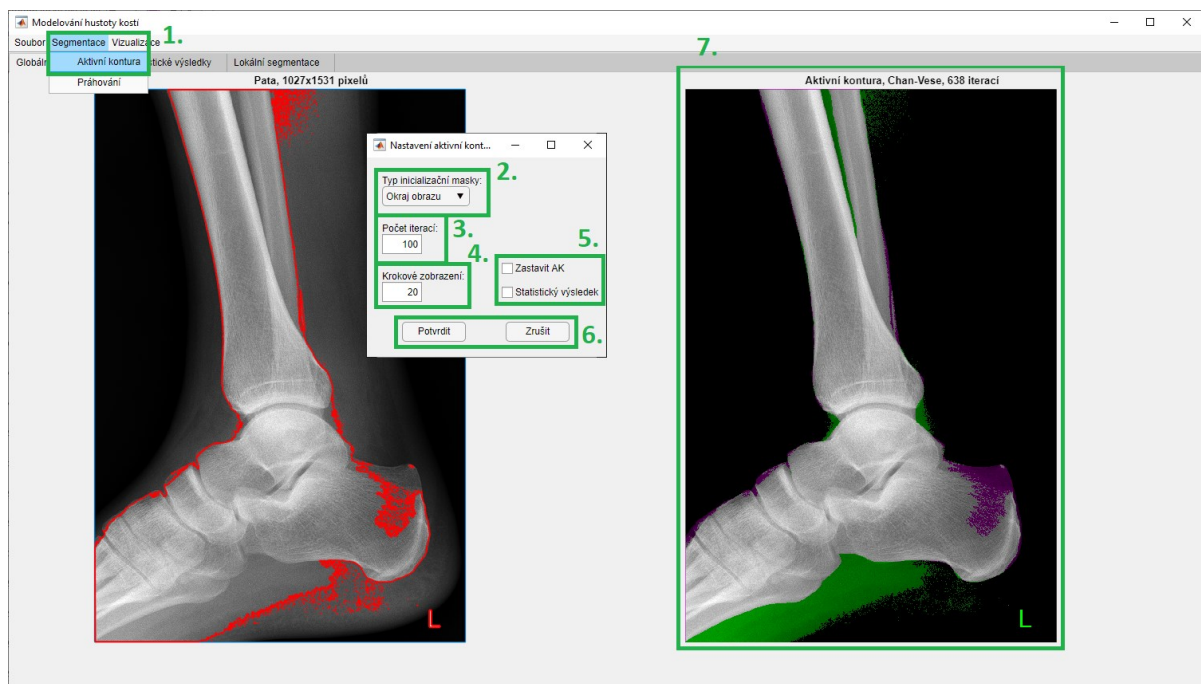 Modelování hustoty kostí
Soubor Segmentace Vizualizace
1.
7.
Globáln
Aktivní kontura
tické výsledky
Lokální segmentace
Práhování
Pata, 1027x1531 pixelů
Aktivní kontura, Chan-Vese, 638 iterací
Nastavení aktivní kont...
2.
Typ inicializační masky:
Okraj obrazu
Počet iterací:
3.
100
4.
5.
Krokové zobrazení:
20
Zastavit AK
Statistický výsledek
Potvrdit
Zrušit
6.
L
L